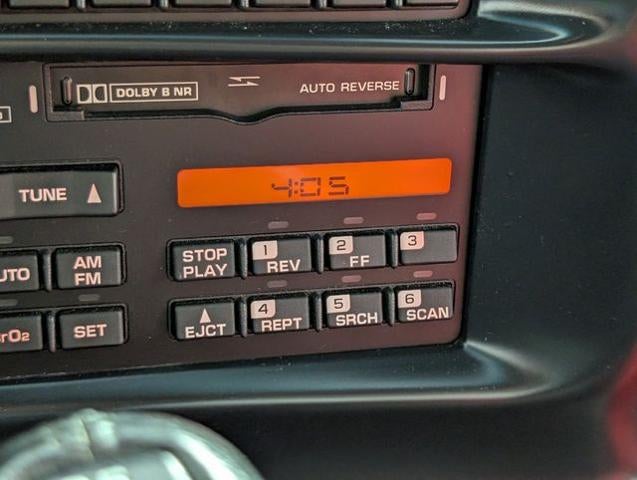 DOLBY B NR
AUTO REVERSE
TUNE ▲
4:05
AM
FM
STOP
PLAY
1
REV
2
FF
3
SET
▲
EJCT
4
REPT
5
SRCH
6
SCAN